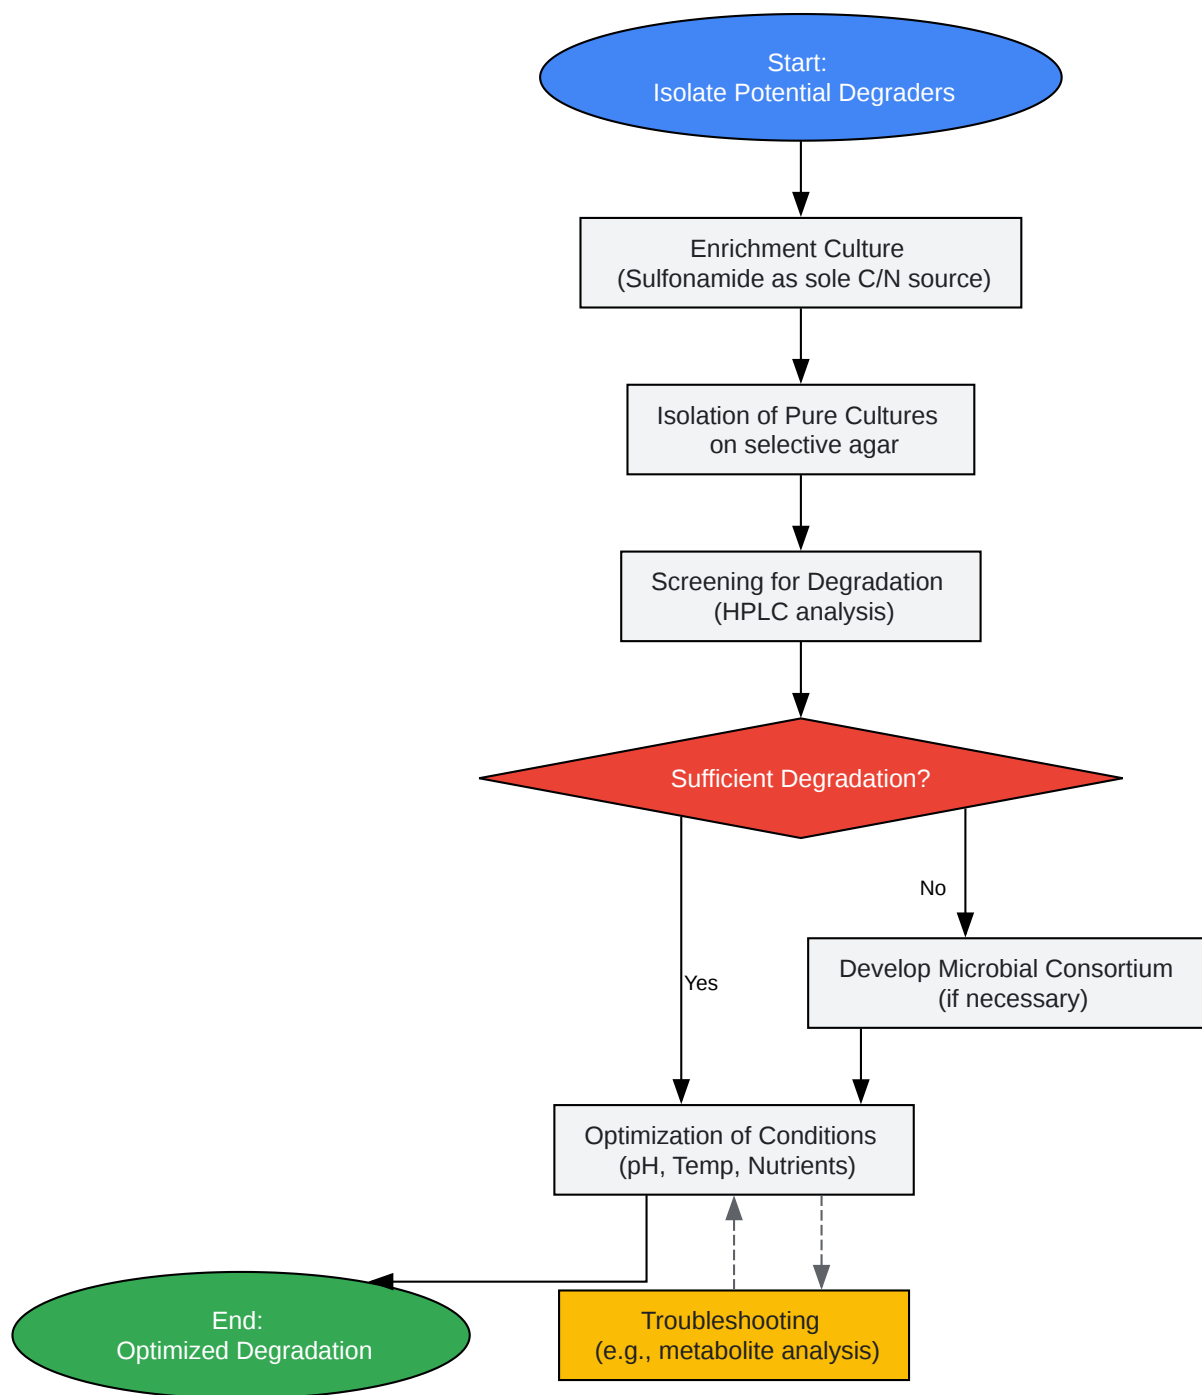 Start:
Isolate Potential Degraders
Enrichment Culture
(Sulfonamide as sole C/N source)
Isolation of Pure Cultures
on selective agar
Screening for Degradation
(HPLC analysis)
Sufficient Degradation?
No
Yes
Develop Microbial Consortium
(if necessary)
Optimization of Conditions
(pH, Temp, Nutrients)
End:
Optimized Degradation
Troubleshooting
(e.g., metabolite analysis)